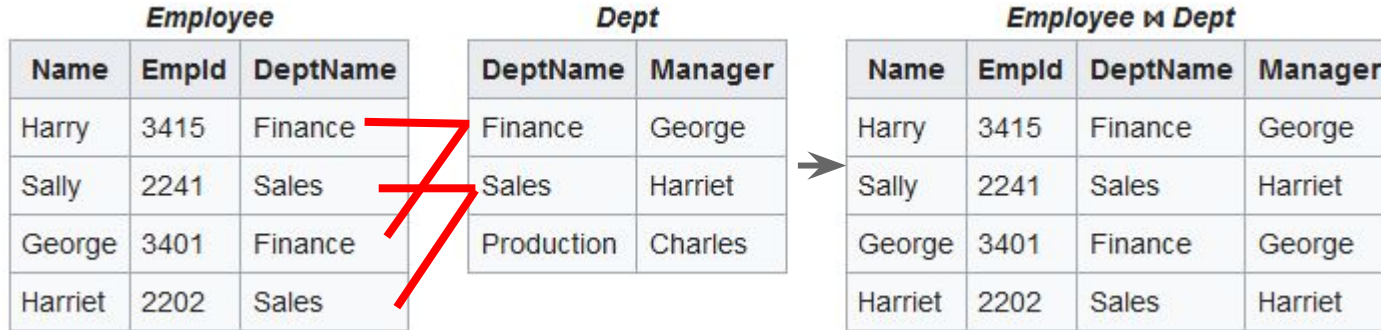 Employee Dept Employee ⋈ Dept
Name EmpId DeptName DeptName Manager Name EmpId DeptName Manager
Harry 3415 Finance Finance George Harry 3415 Finance George
Sally 2241 Sales Sales Harriet Sally 2241 Sales Harriet
George 3401 Finance Production Charles George 3401 Finance George
Harriet 2202 Sales Harriet 2202 Sales Harriet